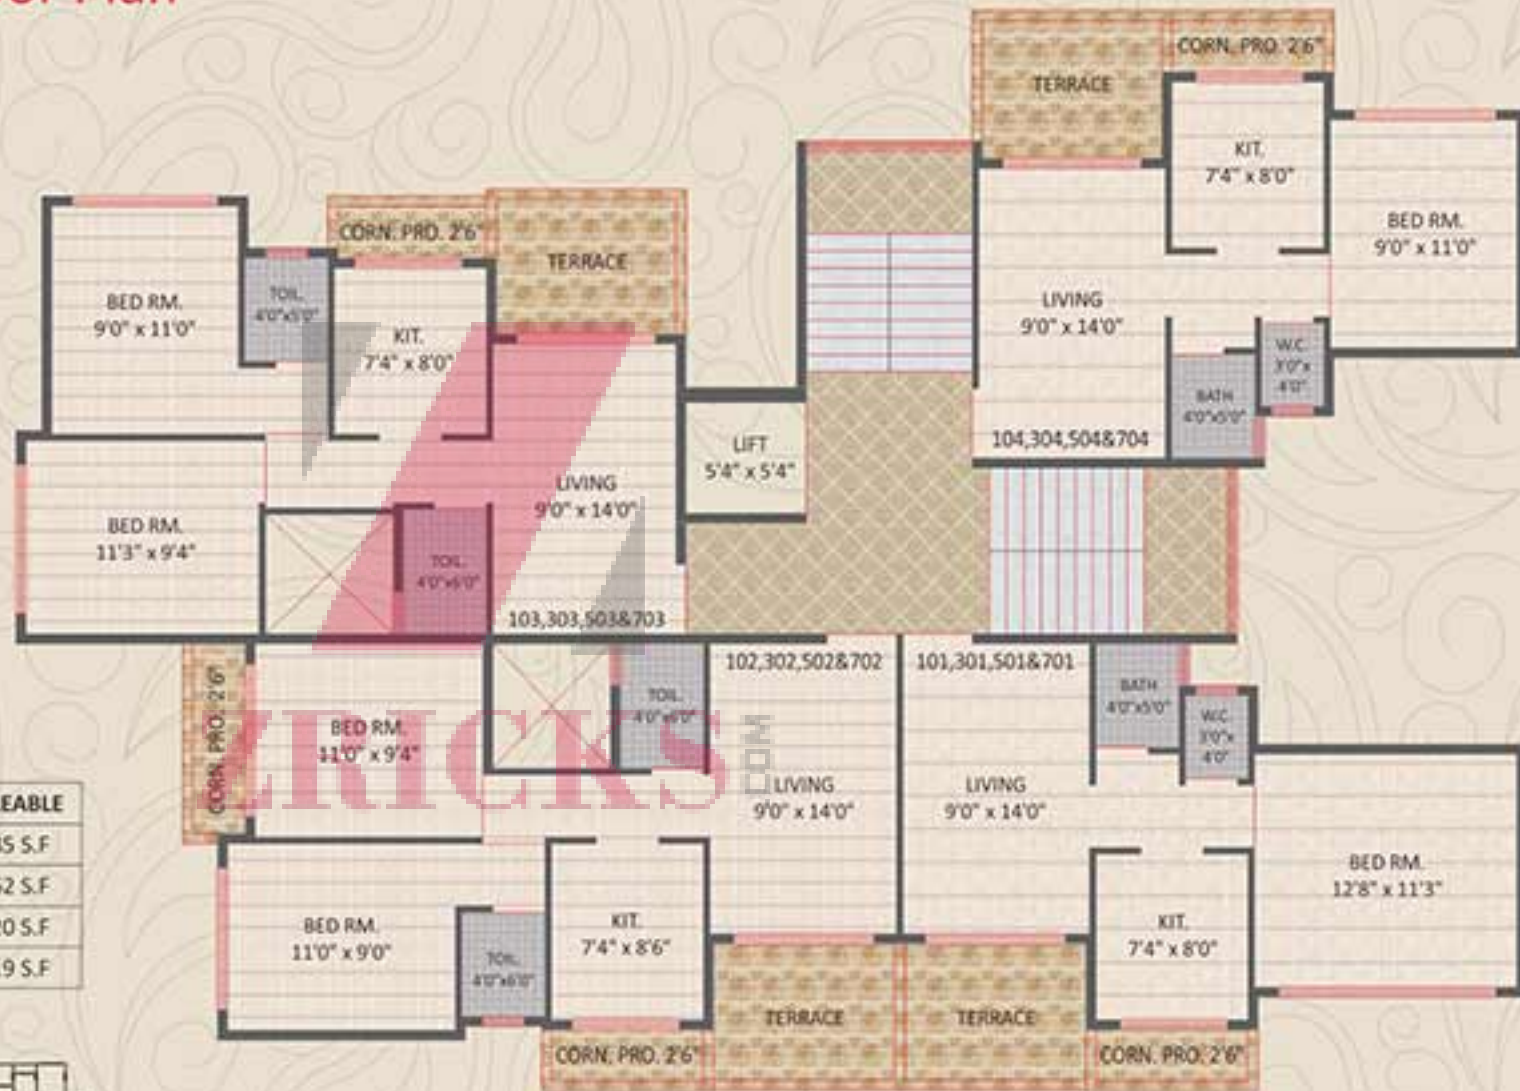 CORN. PRO. 2'6"
TERRACE
KIT.
7'4" x 8'0"
BED RM.
9'0" x 11'0"
LIVING
9'0" x 14'0"
W.C.
3'0"x
4'0"
BATH
4'0"x5'0"
104,304,504&704
CORN. PRO. 2'6"
TERRACE
BED RM.
9'0" x 11'0"
TOIL.
4'0"x5'0"
KIT.
7'4" x 8'0"
LIFT
5'4" x 5'4"
LIVING
9'0" x 14'0"
BED RM.
11'3" x 9'4"
TOIL.
4'0"x6'0"
103,303,503&703
102,302,502&702
101,301,501&701
CORN. PRO. 2'6"
BED RM.
11'0" x 9'4"
TOIL.
4'0"x6'0"
BATH
4'0"x5'0"
W.C.
3'0"x
4'0"
ZRICKS
.COM
LIVING
9'0" x 14'0"
LIVING
9'0" x 14'0"
BED RM.
12'8" x 11'3"
BED RM.
11'0" x 9'0"
TOIL.
4'0"x6'0"
KIT.
7'4" x 8'6"
KIT.
7'4" x 8'0"
TERRACE
TERRACE
CORN. PRO. 2'6"
CORN. PRO. 2'6"
S.F
S.F
S.F
S.F